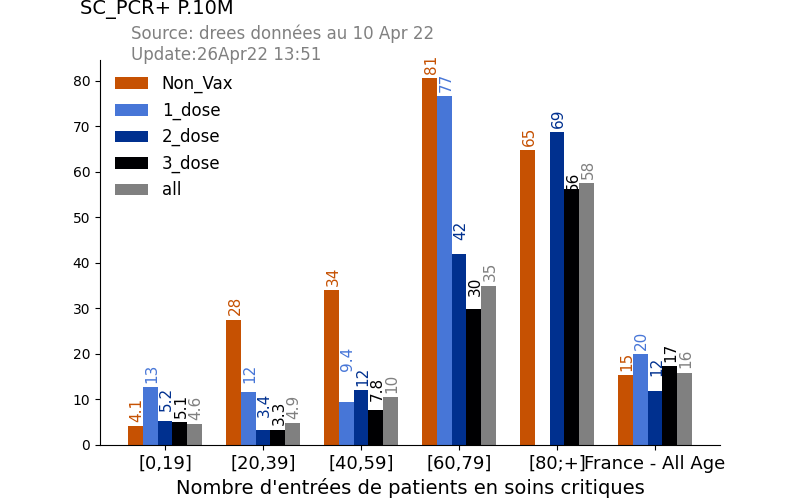 SC_PCR+ P.10M
Source: drees données au 10 Apr 22
Update:26Apr22 13:51
Non_Vax
1_dose
2_dose
3_dose
all
80
70
60
50
40
30
20
10
0
4.1 13 5.2 5.1 4.6
28 12 3.4 3.3 4.9
34 9.4 12 7.8 10
81 77 42 30 35
65 69 56 58
15 20 12 17 16
[0,19] [20,39] [40,59] [60,79] [80;+] France - All Age
Nombre d'entrées de patients en soins critiques